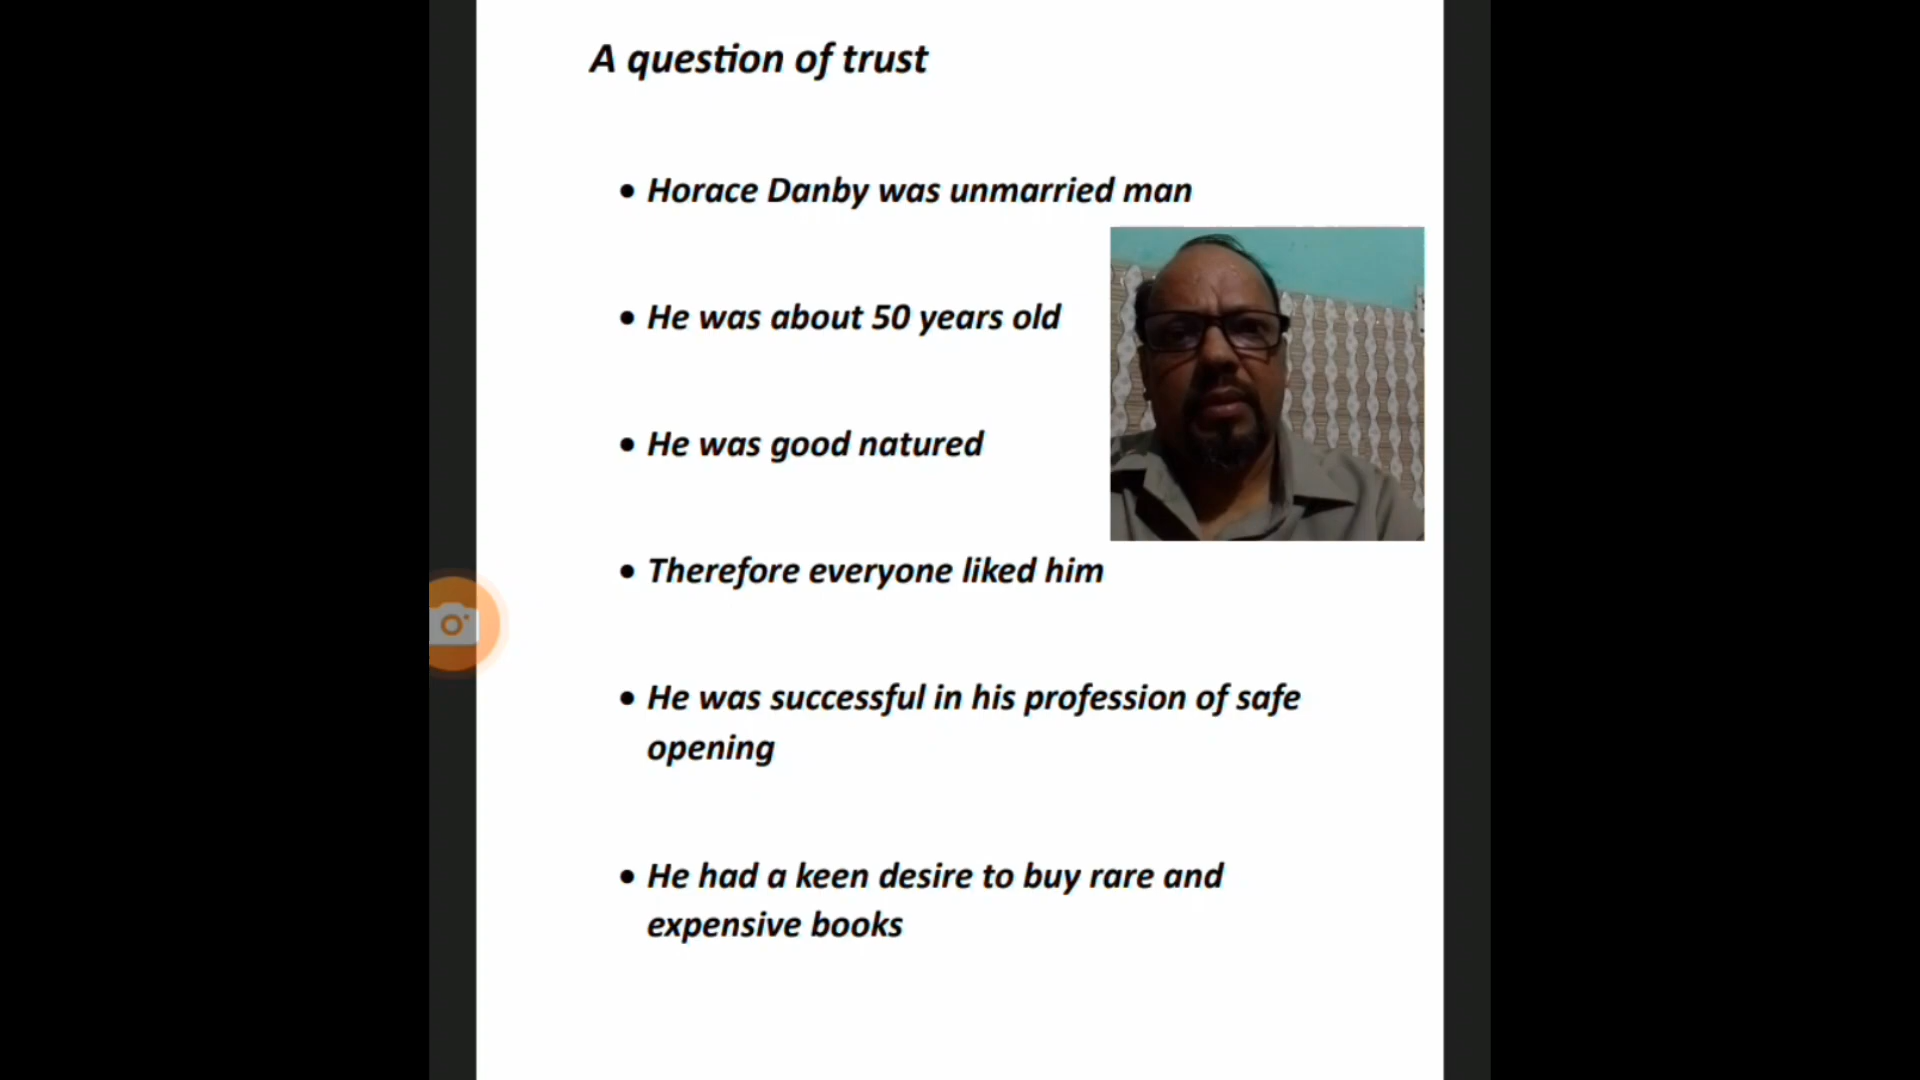 A question of trust
• Horace Danby was unmarried man
• He was about 50 years old
• He was good natured
• Therefore everyone liked him
• He was successful in his profession of safe
opening
• He had a keen desire to buy rare and
expensive books